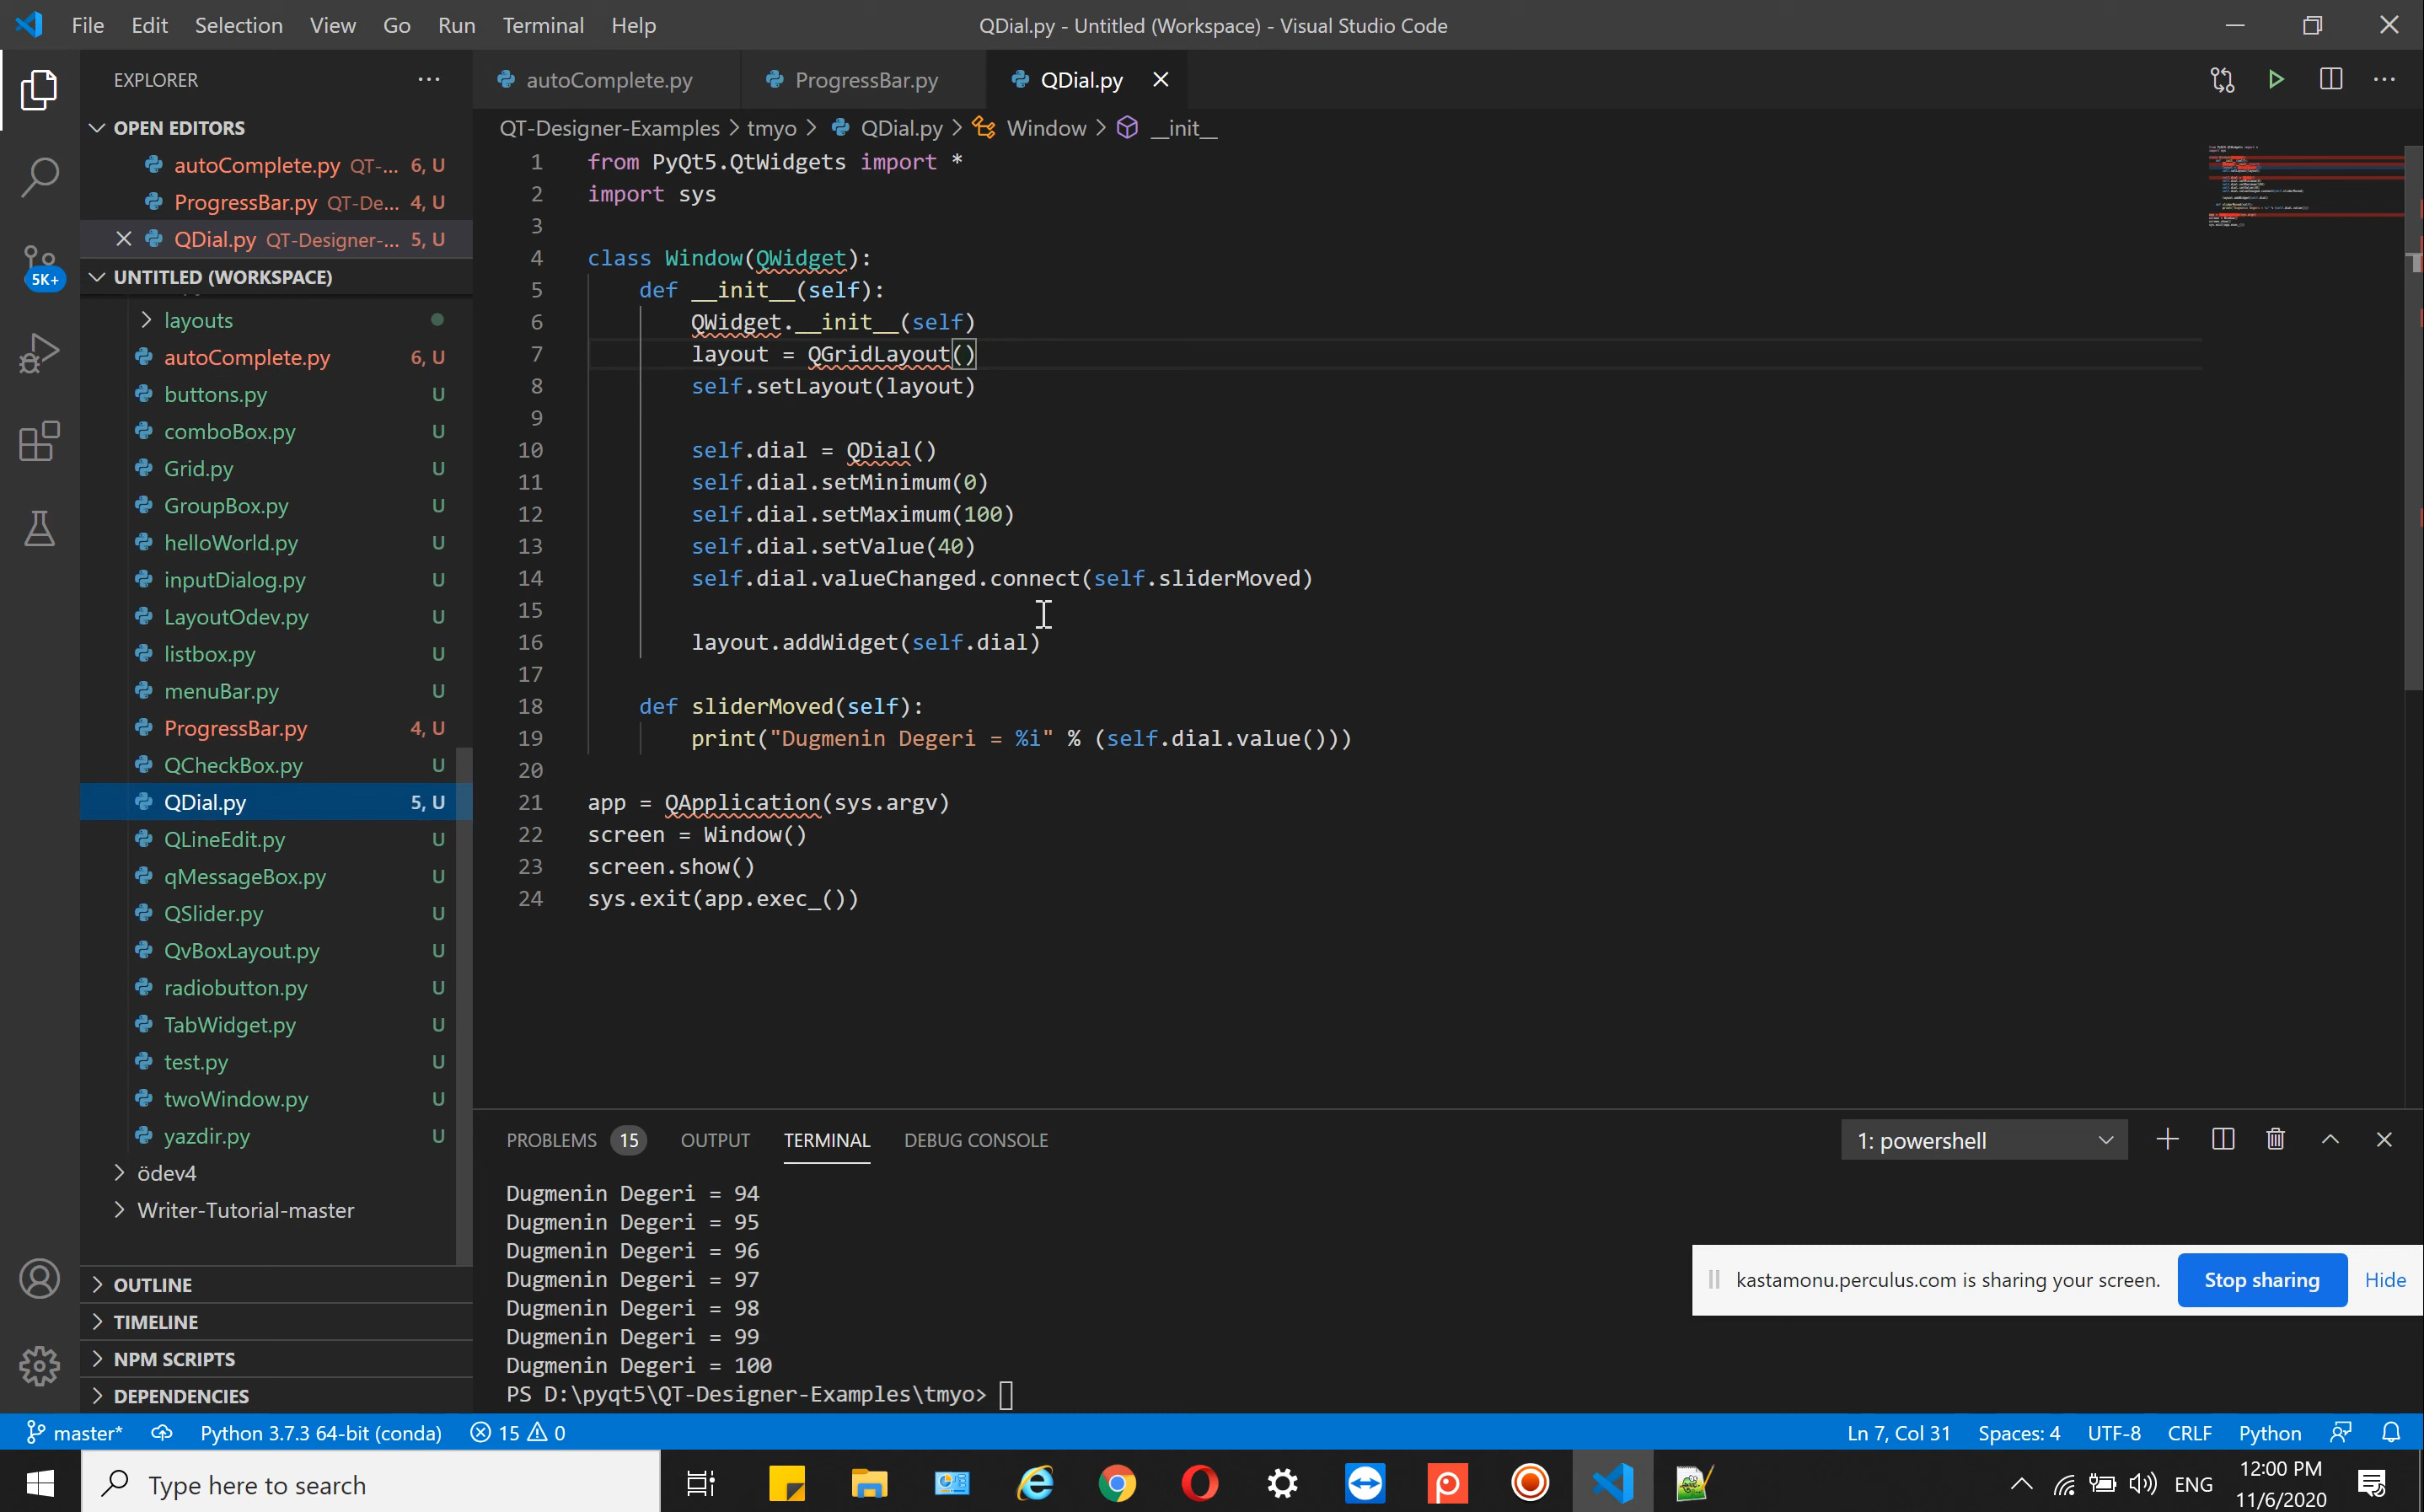 File Edit Selection View Go Run Terminal Help QDial.py - Untitled (Workspace) - Visual Studio Code
EXPLORER ···
autoComplete.py ProgressBar.py QDial.py
OPEN EDITORS
autoComplete.py QT-... 6, U
ProgressBar.py QT-De... 4, U
QDial.py QT-Designer-... 5, U
5K+
UNTITLED (WORKSPACE)
layouts
autoComplete.py 6, U
buttons.py U
comboBox.py U
Grid.py U
GroupBox.py U
helloWorld.py U
inputDialog.py U
LayoutOdev.py U
listbox.py U
menuBar.py U
ProgressBar.py 4, U
QCheckBox.py U
QDial.py 5, U
QLineEdit.py U
qMessageBox.py U
QSlider.py U
QvBoxLayout.py U
radiobutton.py U
TabWidget.py U
test.py U
twoWindow.py U
yazdir.py U
ödev4
Writer-Tutorial-master
OUTLINE
TIMELINE
NPM SCRIPTS
DEPENDENCIES
QT-Designer-Examples > tmyo > QDial.py > Window > __init__
1 from PyQt5.QtWidgets import *
2 import sys
3
4 class Window(QWidget):
5 def __init__(self):
6 QWidget.__init__(self)
7 layout = QGridLayout()
8 self.setLayout(layout)
9
10 self.dial = QDial()
11 self.dial.setMinimum(0)
12 self.dial.setMaximum(100)
13 self.dial.setValue(40)
14 self.dial.valueChanged.connect(self.sliderMoved)
15
16 layout.addWidget(self.dial)
17
18 def sliderMoved(self):
19 print("Dugmenin Degeri = %i" % (self.dial.value()))
20
21 app = QApplication(sys.argv)
22 screen = Window()
23 screen.show()
24 sys.exit(app.exec_())
PROBLEMS 15 OUTPUT TERMINAL DEBUG CONSOLE 1: powershell
Dugmenin Degeri = 94
Dugmenin Degeri = 95
Dugmenin Degeri = 96
Dugmenin Degeri = 97
Dugmenin Degeri = 98
Dugmenin Degeri = 99
Dugmenin Degeri = 100
PS D:\pyqt5\QT-Designer-Examples\tmyo>
kastamonu.perculus.com is sharing your screen. Stop sharing Hide
master* Python 3.7.3 64-bit (conda) 15 0 Ln 7, Col 31 Spaces: 4 UTF-8 CRLF Python
Type here to search ENG 12:00 PM
11/6/2020